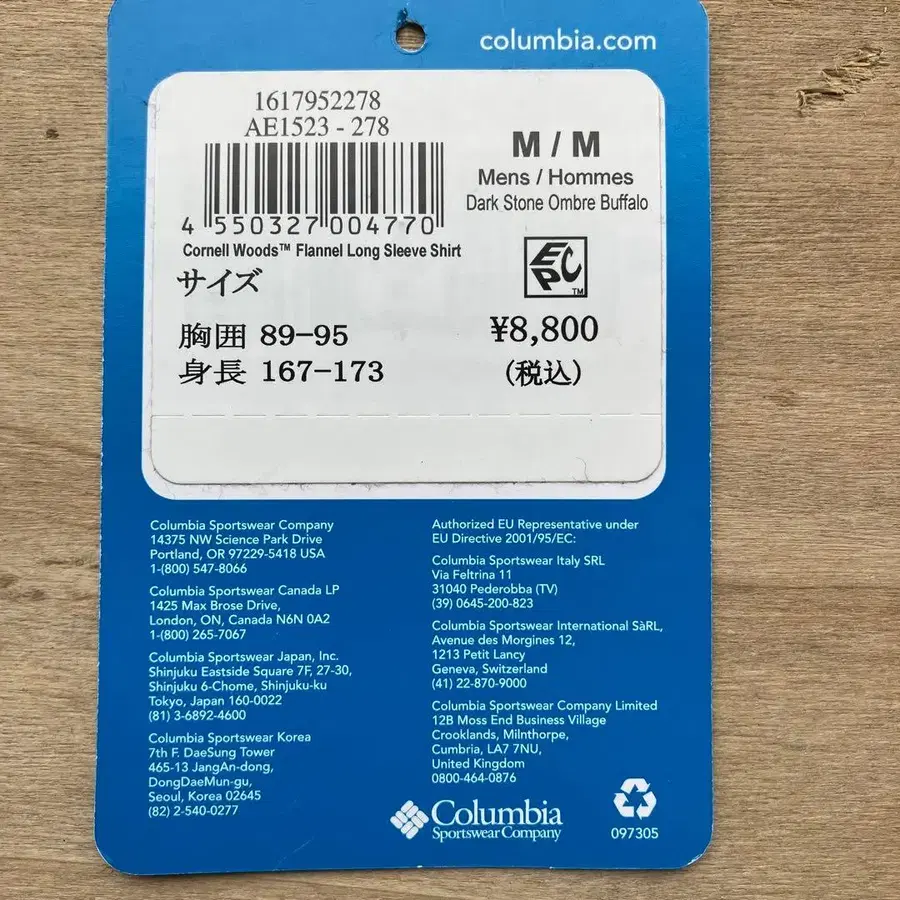 columbia.com
1617952278
AE1523 - 278
4 550327 004770
Cornell Woods™ Flannel Long Sleeve Shirt
M / M
Mens / Hommes
Dark Stone Ombre Buffalo
EPC
TM
サイズ
胸囲 89-95
身長 167-173
¥8,800
(税込)
Columbia Sportswear Company
14375 NW Science Park Drive
Portland, OR 97229-5418 USA
1-(800) 547-8066
Columbia Sportswear Canada LP
1425 Max Brose Drive,
London, ON, Canada N6N 0A2
1-(800) 265-7067
Columbia Sportswear Japan, Inc.
Shinjuku Eastside Square 7F, 27-30,
Shinjuku 6-Chome, Shinjuku-ku
Tokyo, Japan 160-0022
(81) 3-6892-4600
Columbia Sportswear Korea
7th F. DaeSung Tower
465-13 JangAn-dong,
DongDaeMun-gu,
Seoul, Korea 02645
(82) 2-540-0277
Authorized EU Representative under
EU Directive 2001/95/EC:
Columbia Sportswear Italy SRL
Via Feltrina 11
31040 Pederobba (TV)
(39) 0645-200-823
Columbia Sportswear International SàRL,
Avenue des Morgines 12,
1213 Petit Lancy
Geneva, Switzerland
(41) 22-870-9000
Columbia Sportswear Company Limited
12B Moss End Business Village
Crooklands, Milnthorpe,
Cumbria, LA7 7NU,
United Kingdom
0800-464-0876
Columbia
Sportswear Company
097305